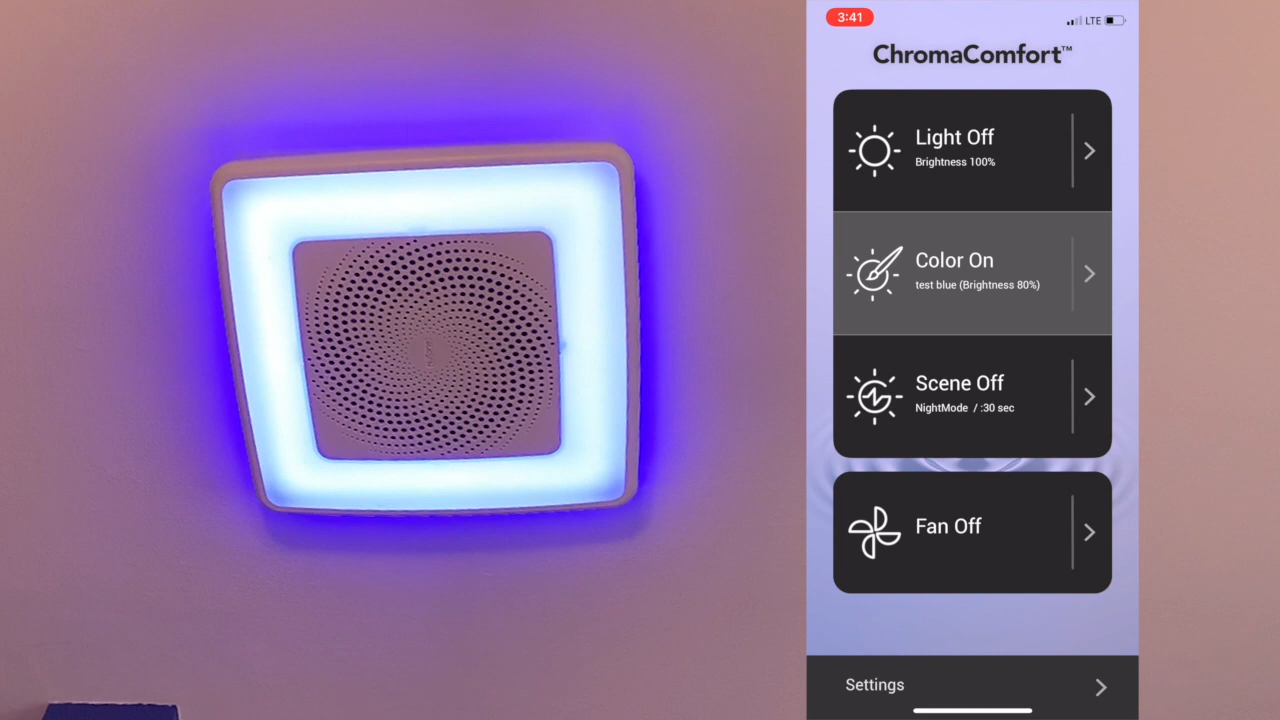 3:41
LTE
ChromaComfort™
Light Off
Brightness 100%
Color On
test blue (Brightness 80%)
Scene Off
NightMode / :30 sec
Fan Off
Settings